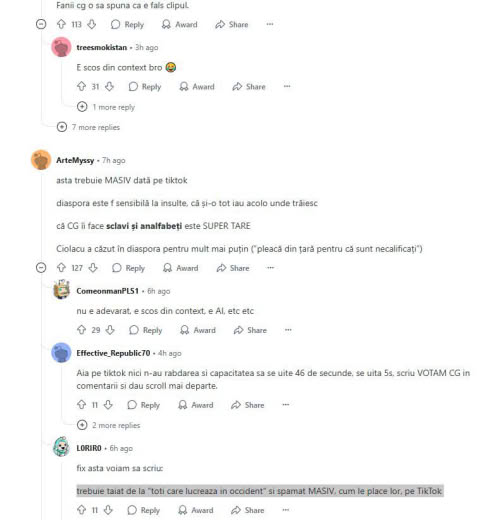 Fanii cg o sa spuna ca e fals clipul.
113 Reply Award Share ...
treesmokistan • 3h ago
E scos din context bro
31 Reply Award Share ...
1 more reply
7 more replies
ArteMyssy • 7h ago
asta trebuie MASIV dată pe tiktok
diaspora este f sensibilă la insulte, că și-o tot iau acolo unde trăiesc
că CG îi face sclavi și analfabeți este SUPER TARE
Ciolacu a căzut în diaspora pentru mult mai puțin ("pleacă din țară pentru că sunt necalificați")
127 Reply Award Share ...
ComeonmanPLS1 • 6h ago
nu e adevarat, e scos din context, e AI, etc etc
29 Reply Award Share ...
Effective_Republic70 • 4h ago
Aia pe tiktok nici n-au rabdarea si capacitatea sa se uite 46 de secunde, se uita 5s, scriu VOTAM CG in
comentarii si dau scroll mai departe.
11 Reply Award Share ...
2 more replies
L0RIR0 • 6h ago
fix asta voiam sa scriu:
trebuie taiat de la "toti care lucreaza in occident" si spamat MASIV, cum le place lor, pe TikTok
11 Reply Award Share ...